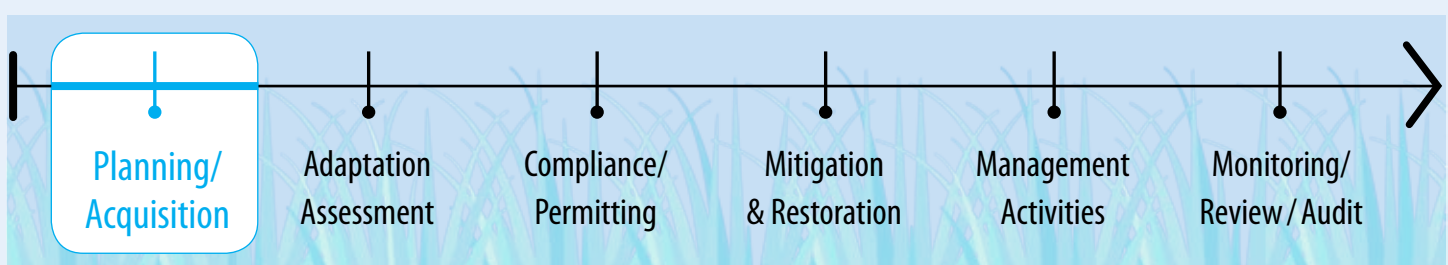 Planning/
Acquisition
Adaptation
Assessment
Compliance/
Permitting
Mitigation
& Restoration
Management
Activities
Monitoring/
Review / Audit